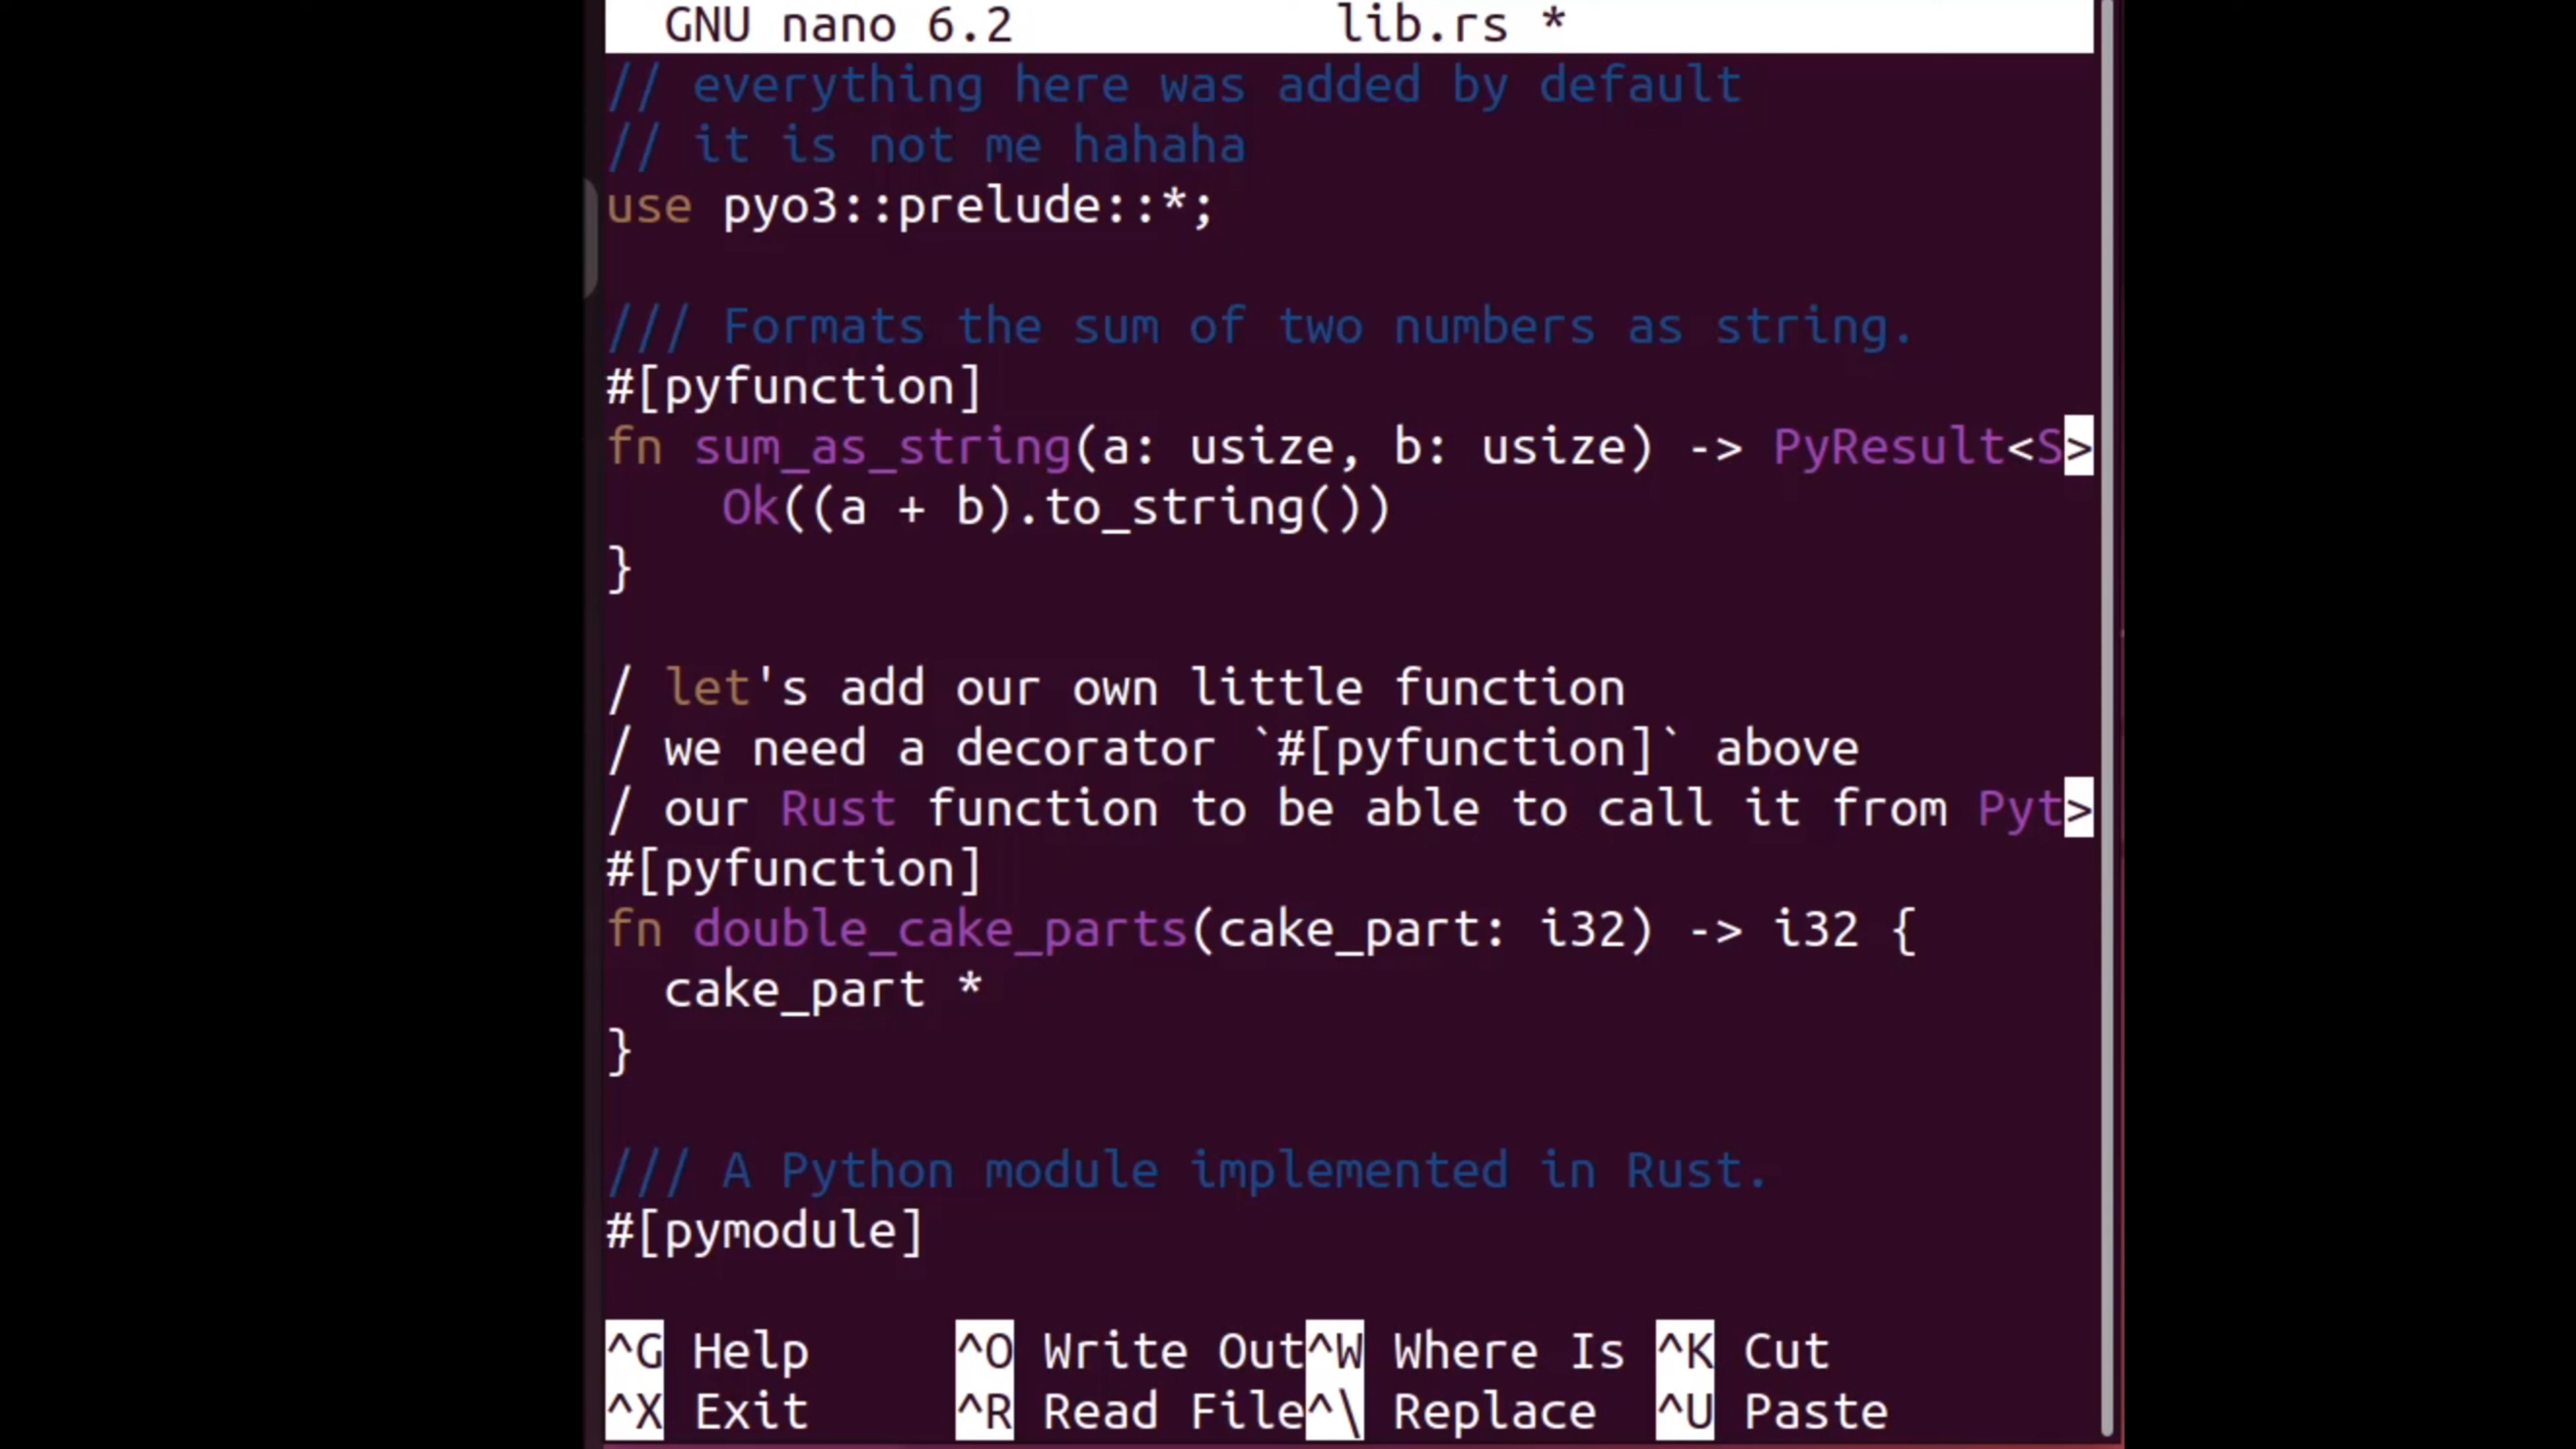 GNU nano 6.2 lib.rs *
// everything here was added by default
// it is not me hahaha
use pyo3::prelude::*;
/// Formats the sum of two numbers as string.
#[pyfunction]
fn sum_as_string(a: usize, b: usize) -> PyResult<S>
    Ok((a + b).to_string())
}
/ let's add our own little function
/ we need a decorator `#[pyfunction]` above
/ our Rust function to be able to call it from Pyt>
#[pyfunction]
fn double_cake_parts(cake_part: i32) -> i32 {
  cake_part *
}
/// A Python module implemented in Rust.
#[pymodule]
^G Help ^O Write Out ^W Where Is ^K Cut
^X Exit ^R Read File ^\ Replace ^U Paste